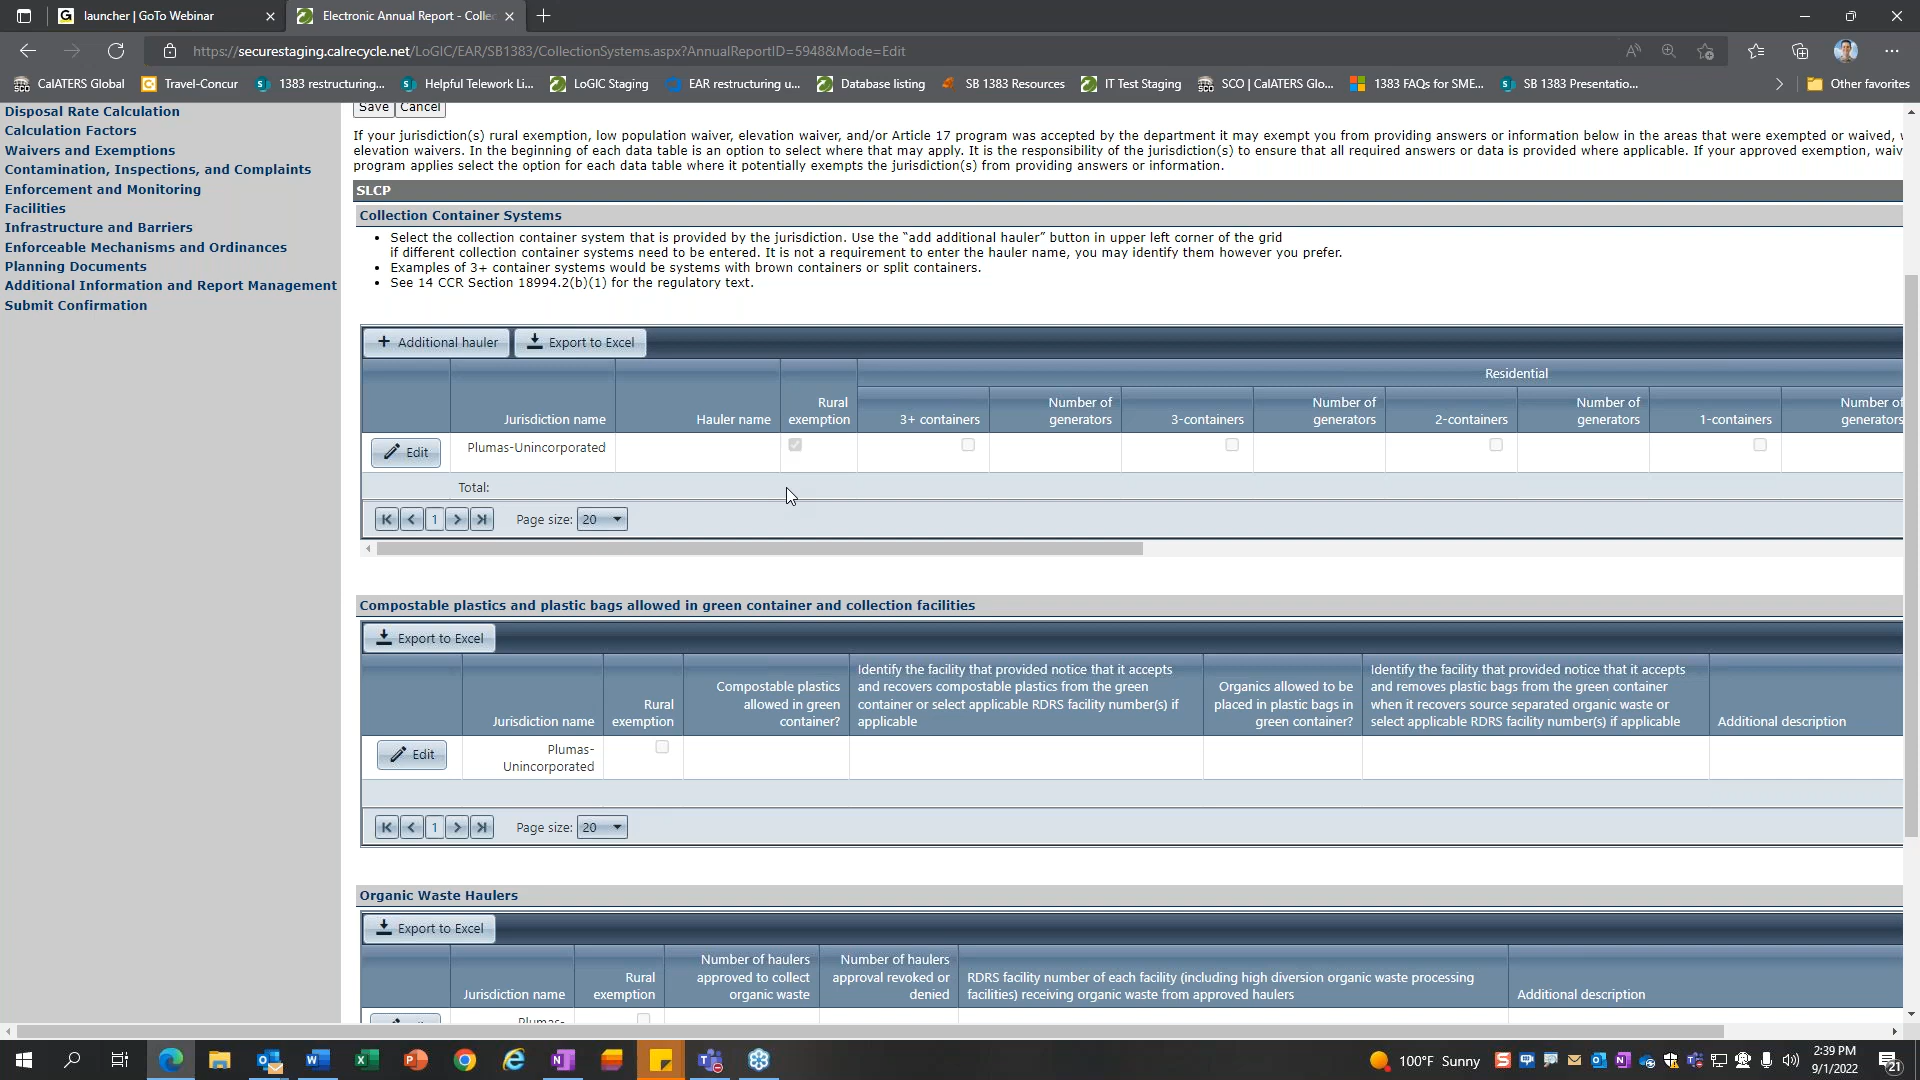 launcher | GoTo Webinar
Electronic Annual Report - Colle
https://securestaging.calrecycle.net/LoGIC/EAR/SB1383/CollectionSystems.aspx?AnnualReportID=5948&Mode=Edit
CalATERS Global
Travel-Concur
1383 restructuring...
Helpful Telework Li...
LoGIC Staging
EAR restructuring u...
Database listing
SB 1383 Resources
IT Test Staging
SCO | CalATERS Glo...
1383 FAQs for SME...
SB 1383 Presentatio...
Other favorites
Disposal Rate Calculation
Calculation Factors
Waivers and Exemptions
Contamination, Inspections, and Complaints
Enforcement and Monitoring
Facilities
Infrastructure and Barriers
Enforceable Mechanisms and Ordinances
Planning Documents
Additional Information and Report Management
Submit Confirmation
Save Cancel
If your jurisdiction(s) rural exemption, low population waiver, elevation waiver, and/or Article 17 program was accepted by the department it may exempt you from providing answers or information below in the areas that were exempted or waived,
elevation waivers. In the beginning of each data table is an option to select where that may apply. It is the responsibility of the jurisdiction(s) to ensure that all required answers or data is provided where applicable. If your approved exemption, waiv
program applies select the option for each data table where it potentially exempts the jurisdiction(s) from providing answers or information.
SLCP
Collection Container Systems
• Select the collection container system that is provided by the jurisdiction. Use the "add additional hauler" button in upper left corner of the grid
if different collection container systems need to be entered. It is not a requirement to enter the hauler name, you may identify them however you prefer.
• Examples of 3+ container systems would be systems with brown containers or split containers.
• See 14 CCR Section 18994.2(b)(1) for the regulatory text.
+ Additional hauler
Export to Excel
Residential
Jurisdiction name
Hauler name
Rural
exemption
3+ containers
Number of
generators
3-containers
Number of
generators
2-containers
Number of
generators
1-containers
Number of
generators
Edit
Plumas-Unincorporated
Total:
1
Page size: 20
Compostable plastics and plastic bags allowed in green container and collection facilities
Export to Excel
Jurisdiction name
Rural
exemption
Compostable plastics
allowed in green
container?
Identify the facility that provided notice that it accepts
and recovers compostable plastics from the green
container or select applicable RDRS facility number(s) if
applicable
Organics allowed to be
placed in plastic bags in
green container?
Identify the facility that provided notice that it accepts
and removes plastic bags from the green container
when it recovers source separated organic waste or
select applicable RDRS facility number(s) if applicable
Additional description
Edit
Plumas-
Unincorporated
1
Page size: 20
Organic Waste Haulers
Export to Excel
Jurisdiction name
Rural
exemption
Number of haulers
approved to collect
organic waste
Number of haulers
approval revoked or
denied
RDRS facility number of each facility (including high diversion organic waste processing
facilities) receiving organic waste from approved haulers
Additional description
Plumas-
100°F Sunny
2:39 PM
9/1/2022
21